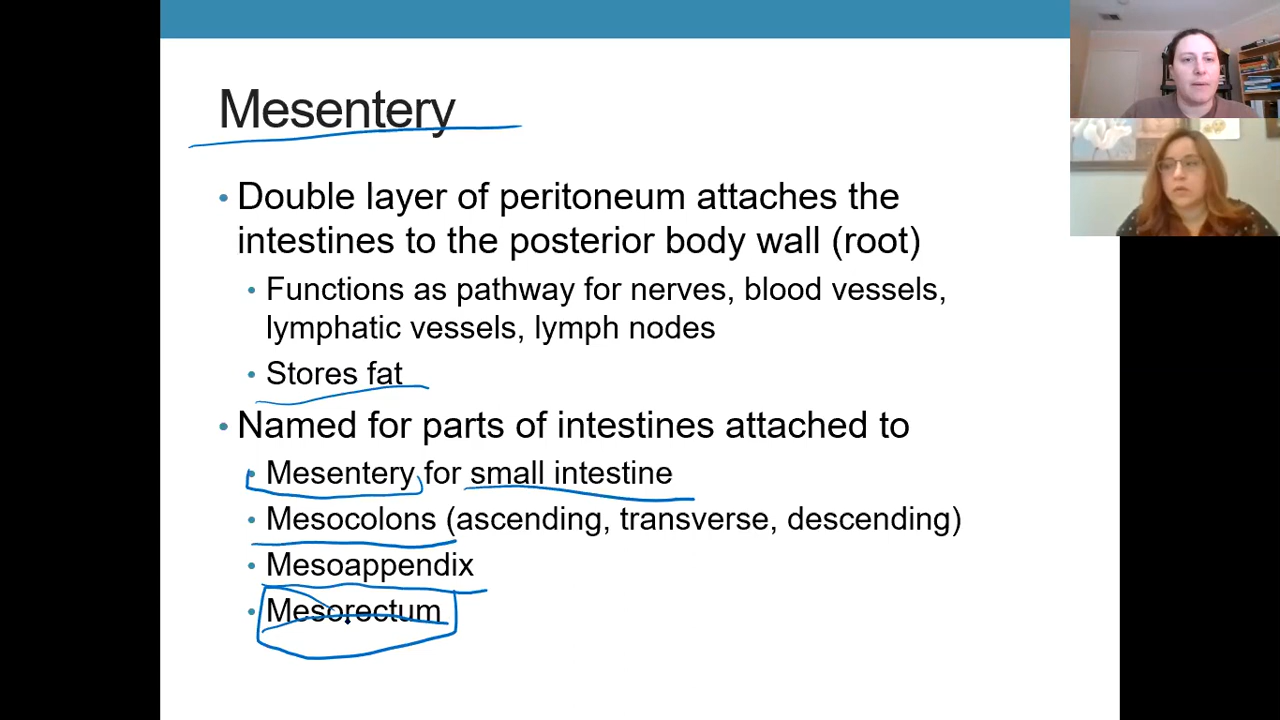 Mesentery
• Double layer of peritoneum attaches the
intestines to the posterior body wall (root)
• Functions as pathway for nerves, blood vessels,
lymphatic vessels, lymph nodes
• Stores fat
• Named for parts of intestines attached to
• Mesentery for small intestine
• Mesocolons (ascending, transverse, descending)
• Mesoappendix
• Mesorectum